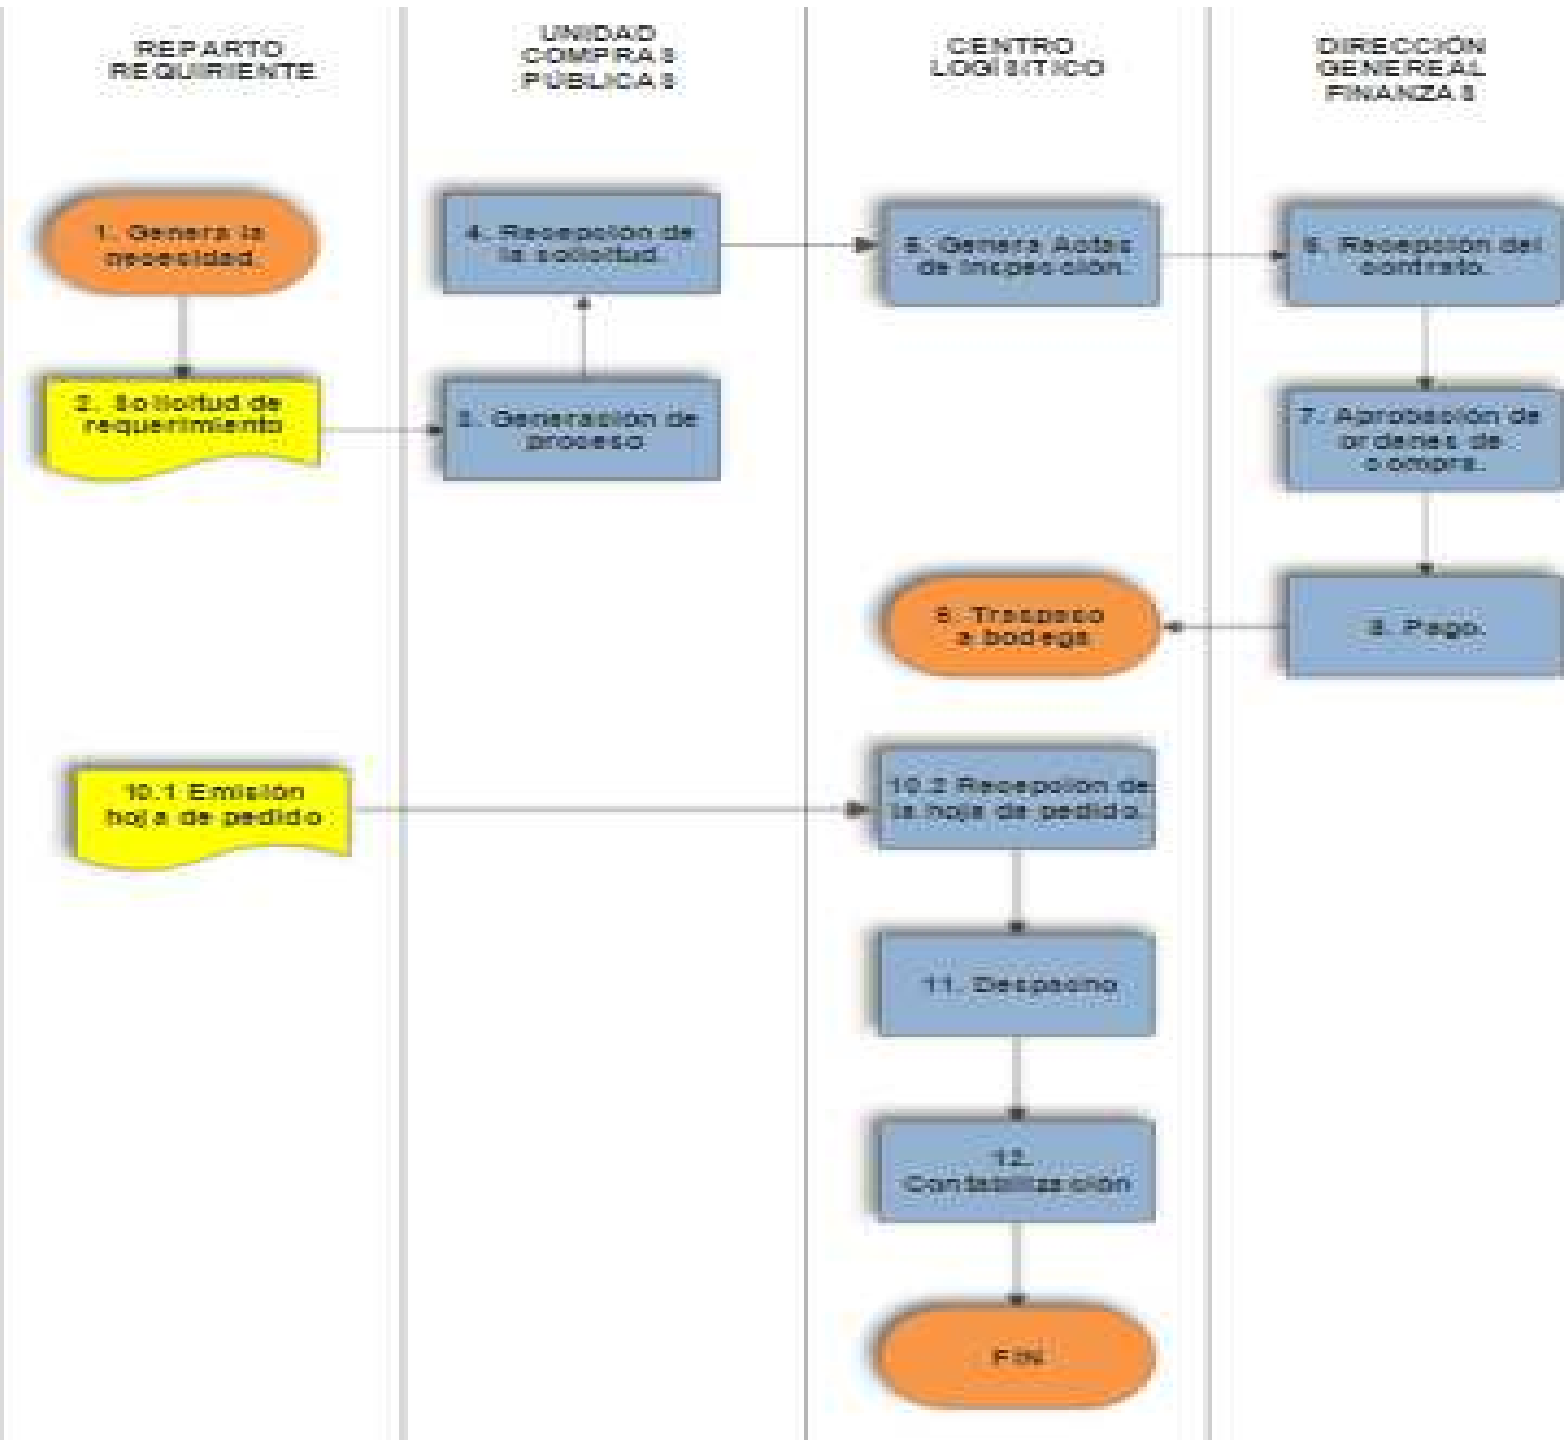 REPARTO
REQUIRIENTE
UNIDAD
COMPRAS
PÚBLICAS
CENTRO
LOGÍSITICO
DIRECCIÓN
GENEREAL
FINANZAS
1. Genera la
necesidad.
2. Solicitud de
requerimiento
4. Recepción de
la solicitud.
3. Generación de
proceso
5. Genera Actas
de Inspección.
6. Recepción del
contrato.
7. Aprobación de
ordenes de
compra.
8. Pago.
9. Traspaso
a bodega
10.1 Emisión
hoja de pedido
10.2 Recepción de
la hoja de pedido.
11. Despacho
12.
Contabilización
FIN